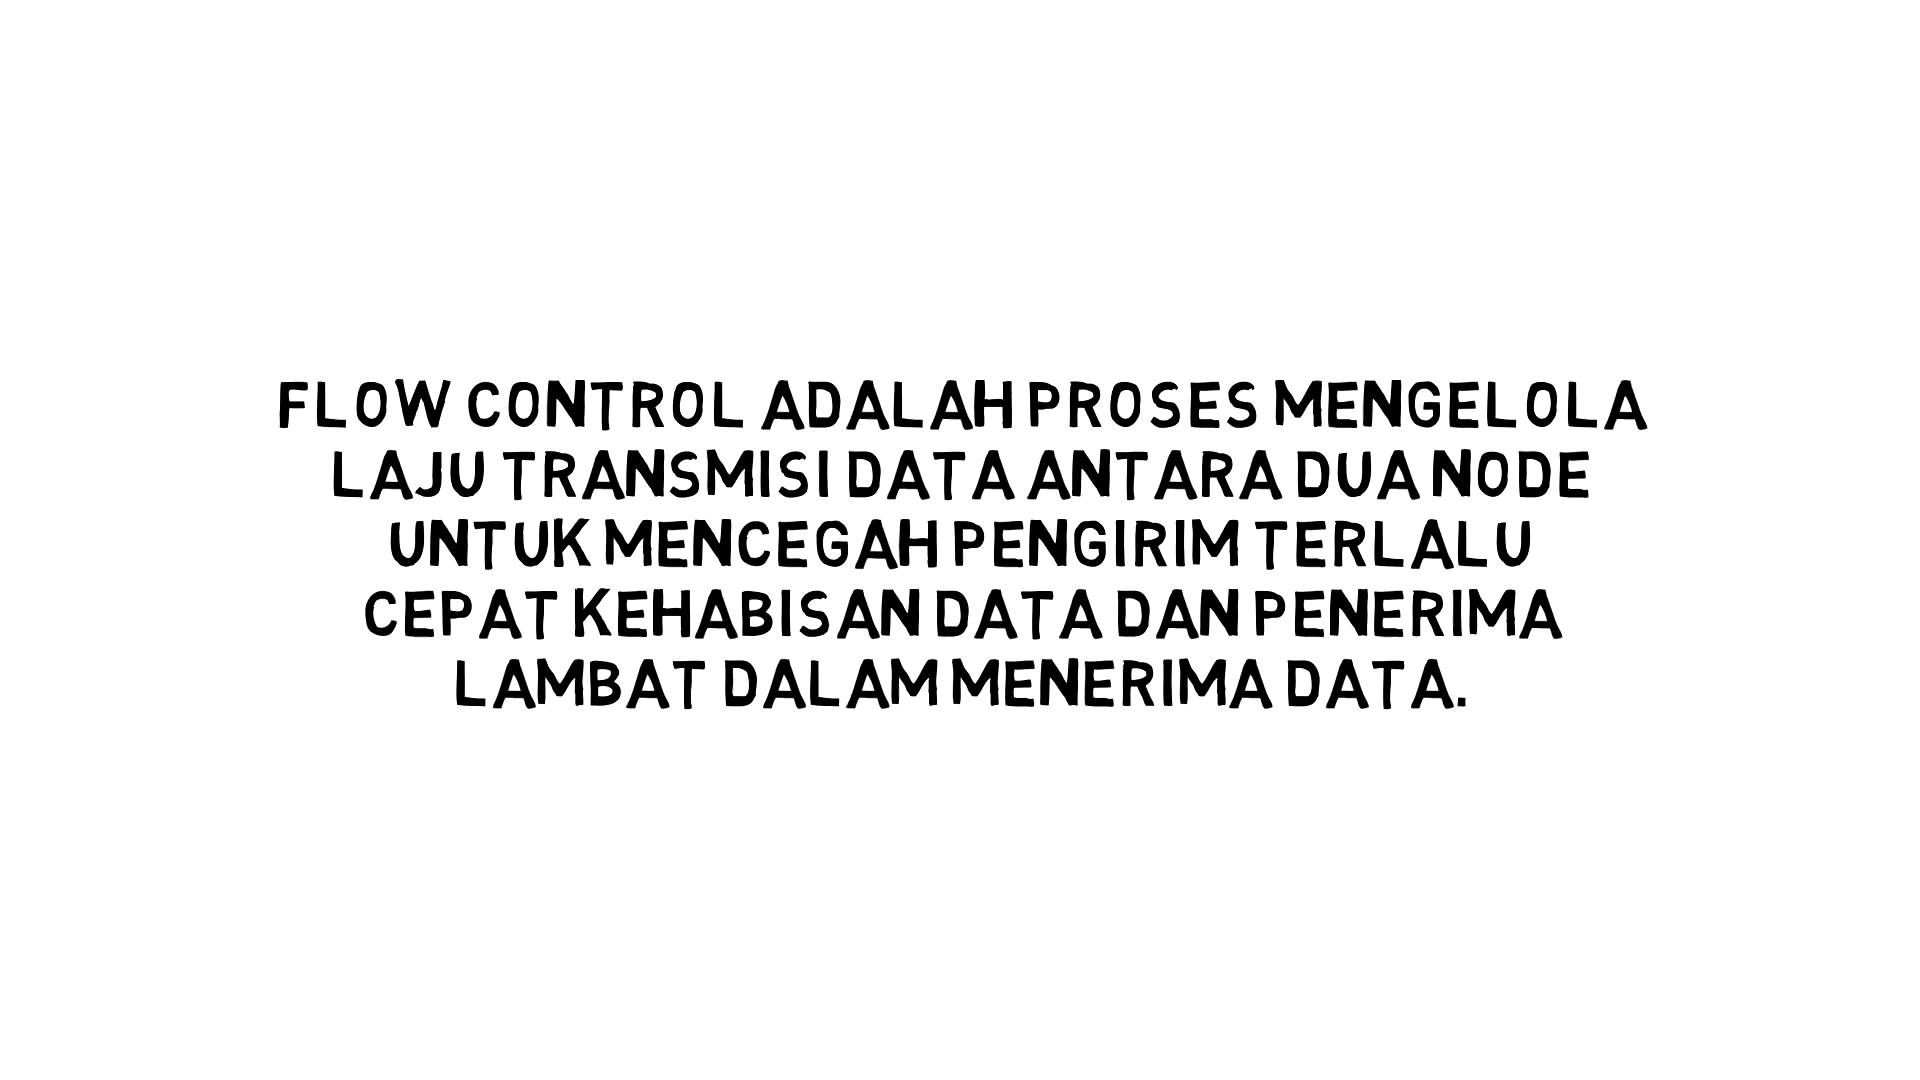 FLOW CONTROL ADALAH PROSES MENGELOLA
LAJU TRANSMISI DATA ANTARA DUA NODE
UNTUK MENCEGAH PENGIRIM TERLALU
CEPAT KEHABISAN DATA DAN PENERIMA
LAMBAT DALAM MENERIMA DATA.